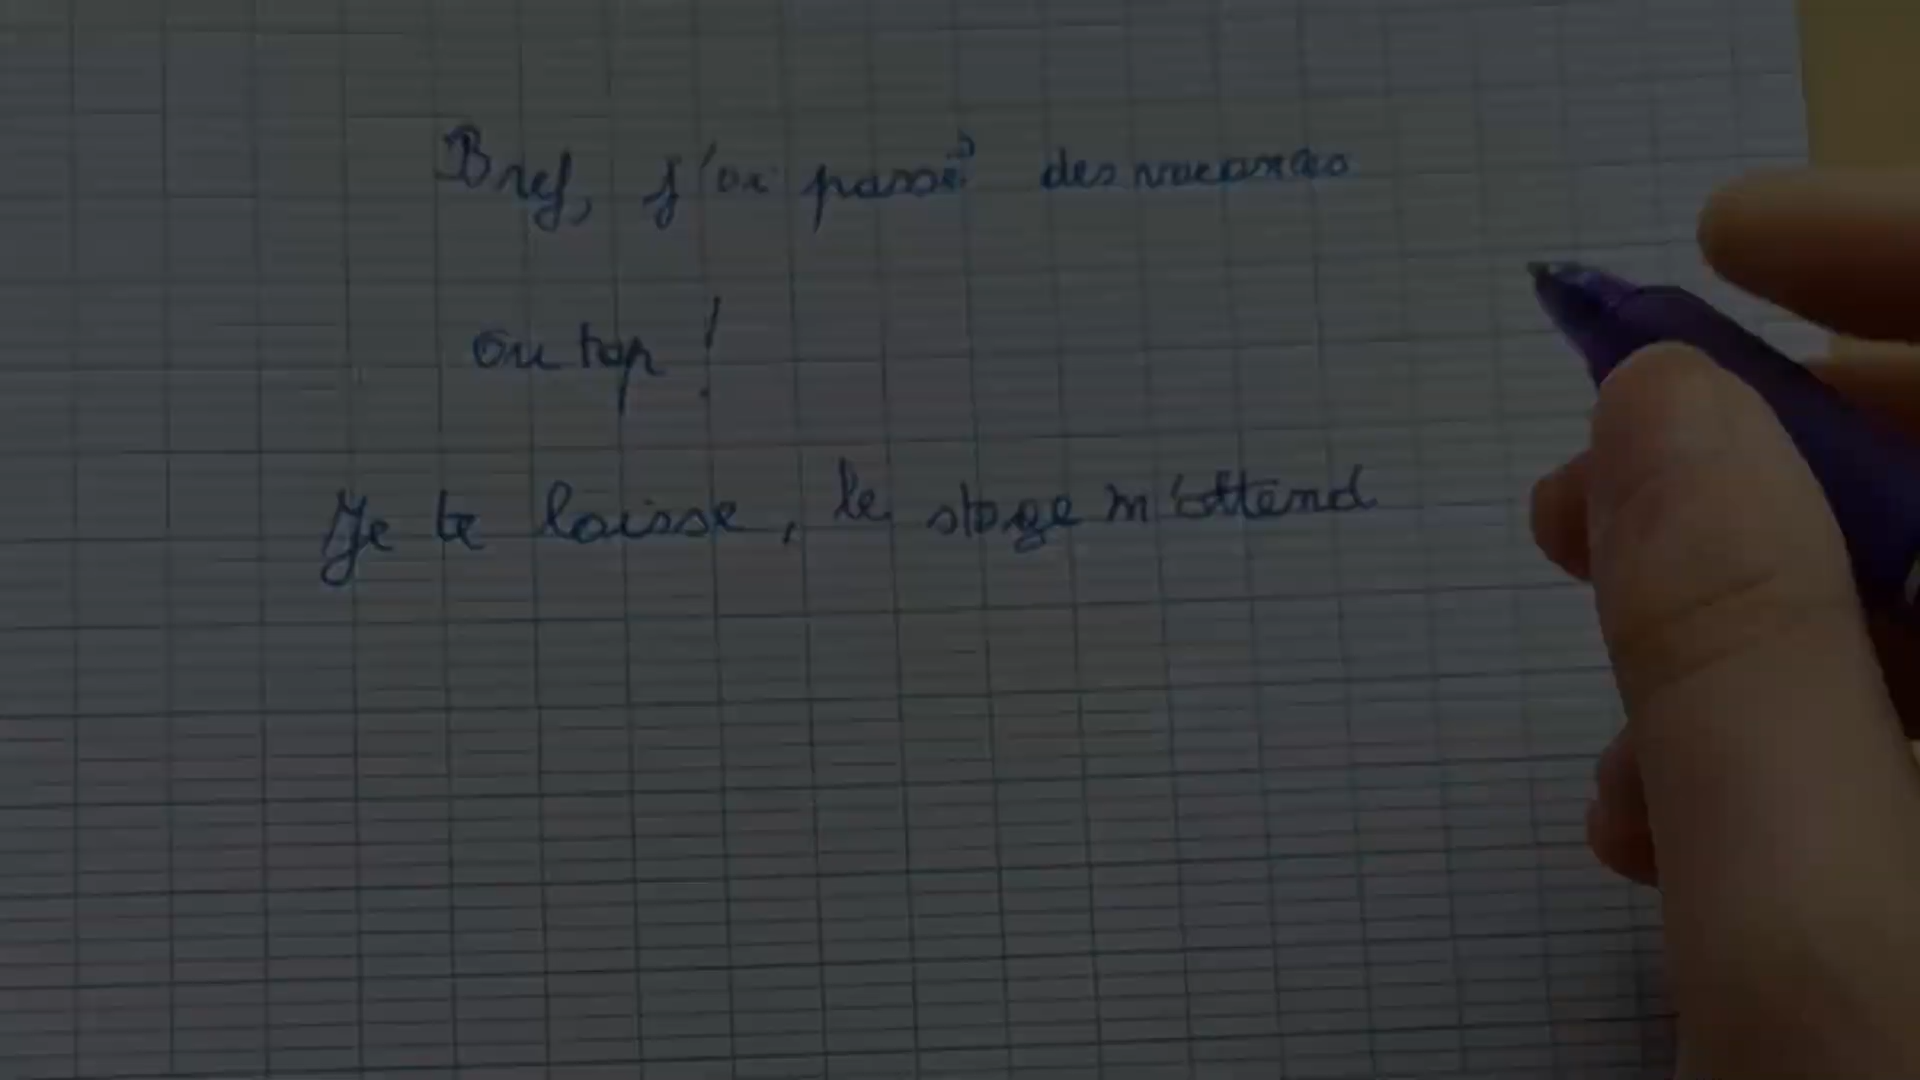 Bref, j'ai passé des vacances
au top !
Je te laisse, le stage m'attend